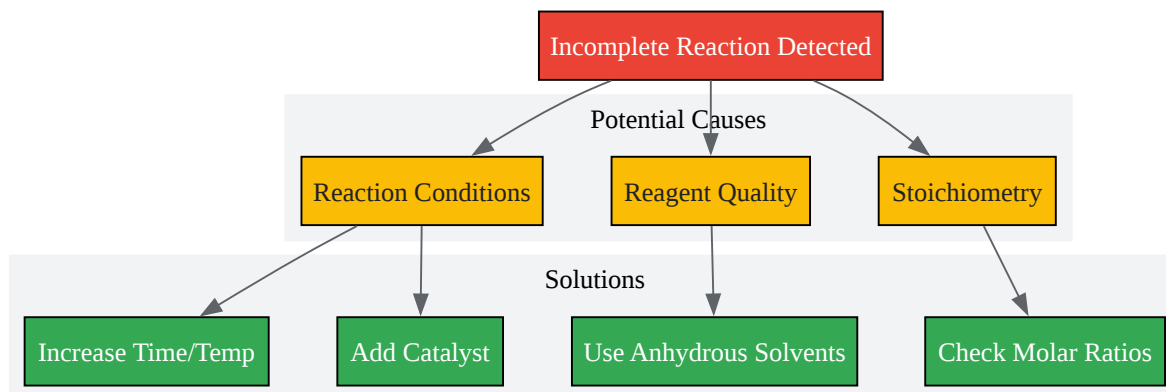 Incomplete Reaction Detected
Potential Causes
Reaction Conditions
Reagent Quality
Stoichiometry
Solutions
Increase Time/Temp
Add Catalyst
Use Anhydrous Solvents
Check Molar Ratios